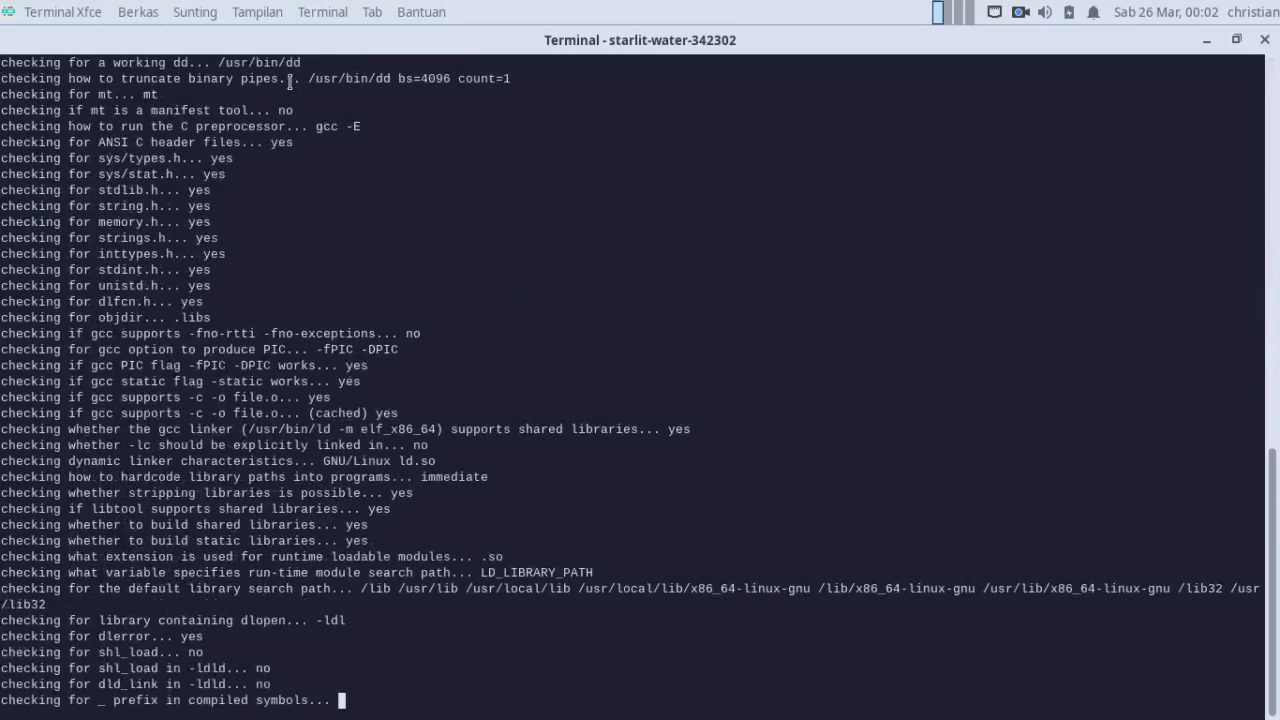 Terminal Xfce Berkas Sunting Tampilan Terminal Tab Bantuan Sab 26 Mar, 00:02 christian
Terminal - starlit-water-342302
checking for a working dd... /usr/bin/dd
checking how to truncate binary pipes... /usr/bin/dd bs=4096 count=1
checking for mt... mt
checking if mt is a manifest tool... no
checking how to run the C preprocessor... gcc -E
checking for ANSI C header files... yes
checking for sys/types.h... yes
checking for sys/stat.h... yes
checking for stdlib.h... yes
checking for string.h... yes
checking for memory.h... yes
checking for strings.h... yes
checking for inttypes.h... yes
checking for stdint.h... yes
checking for unistd.h... yes
checking for dlfcn.h... yes
checking for objdir... .libs
checking if gcc supports -fno-rtti -fno-exceptions... no
checking for gcc option to produce PIC... -fPIC -DPIC
checking if gcc PIC flag -fPIC -DPIC works... yes
checking if gcc static flag -static works... yes
checking if gcc supports -c -o file.o... yes
checking if gcc supports -c -o file.o... (cached) yes
checking whether the gcc linker (/usr/bin/ld -m elf_x86_64) supports shared libraries... yes
checking whether -lc should be explicitly linked in... no
checking dynamic linker characteristics... GNU/Linux ld.so
checking how to hardcode library paths into programs... immediate
checking whether stripping libraries is possible... yes
checking if libtool supports shared libraries... yes
checking whether to build shared libraries... yes
checking whether to build static libraries... yes
checking what extension is used for runtime loadable modules... .so
checking what variable specifies run-time module search path... LD_LIBRARY_PATH
checking for the default library search path... /lib /usr/lib /usr/local/lib /usr/local/lib/x86_64-linux-gnu /lib/x86_64-linux-gnu /usr/lib/x86_64-linux-gnu /lib32 /usr
/lib32
checking for library containing dlopen... -ldl
checking for dlerror... yes
checking for shl_load... no
checking for shl_load in -ldld... no
checking for dld_link in -ldld... no
checking for _ prefix in compiled symbols...